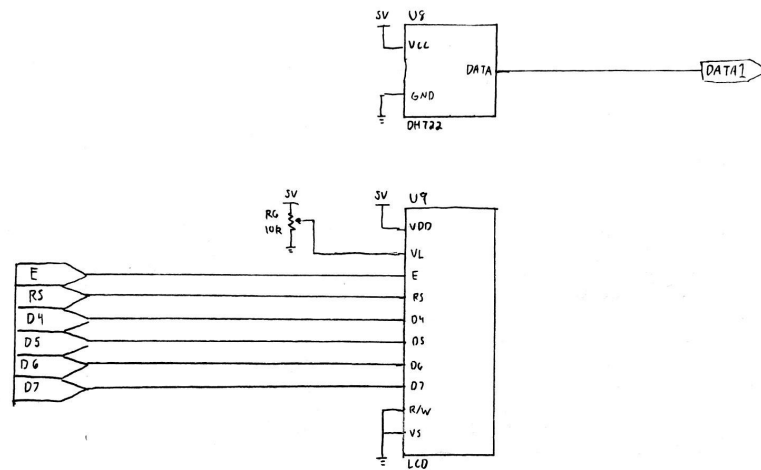 5V
U8
VCC
DATA
DATA1
GND
DHT22
5V
R6
10K
5V
U9
VDD
VL
E
E
RS
RS
D4
D4
D5
D5
D6
D6
D7
D7
R/W
VS
LCD